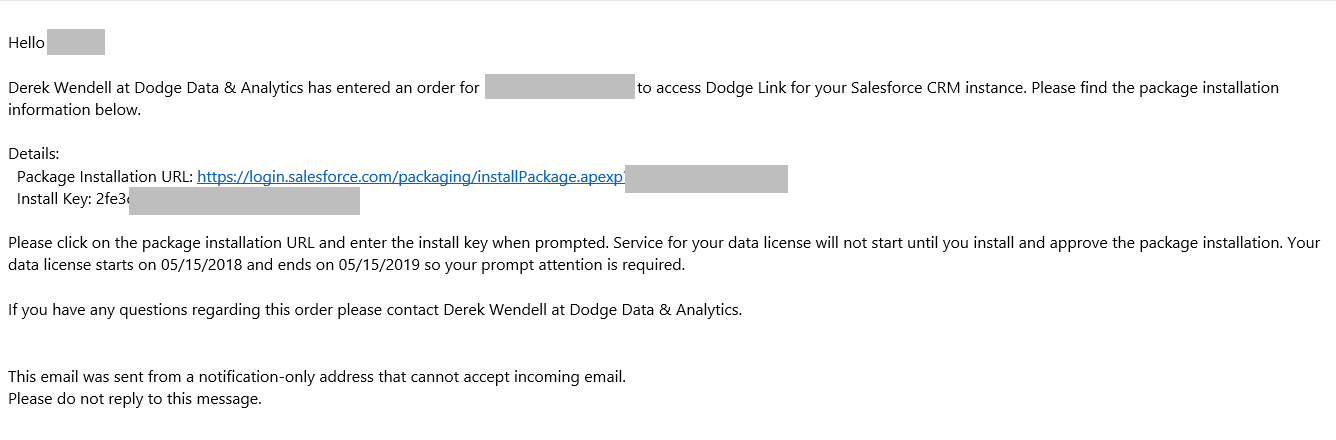 Hello
Derek Wendell at Dodge Data & Analytics has entered an order for to access Dodge Link for your Salesforce CRM instance. Please find the package installation
information below.
Details:
Package Installation URL: https://login.salesforce.com/packaging/installPackage.apexp?
Install Key: 2fe3
Please click on the package installation URL and enter the install key when prompted. Service for your data license will not start until you install and approve the package installation. Your
data license starts on 05/15/2018 and ends on 05/15/2019 so your prompt attention is required.
If you have any questions regarding this order please contact Derek Wendell at Dodge Data & Analytics.
This email was sent from a notification-only address that cannot accept incoming email.
Please do not reply to this message.